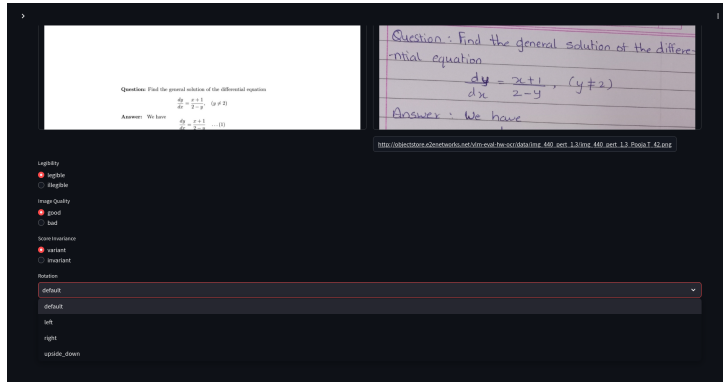 Question: Find the general solution of the differential equation
dy/dx = x + 1/2 − y, (y ≠ 2)
Answer: We have
dy/dx = x + 1/2 − y ....(1)
Question : Find the general solution of the differe-
-ntial equation
dy/dx = x+1/2-y , (y ≠ 2)
Answer : We have
http://objectstore.e2enetworks.net/vlm-eval-hw-ocr/data/img_440_pert_1.3/img_440_pert_1.3_Pooja T_42.png
Legibility
legible
illegible
Image Quality
good
bad
Score Invariance
variant
invariant
Rotation
default
default
left
right
upside_down